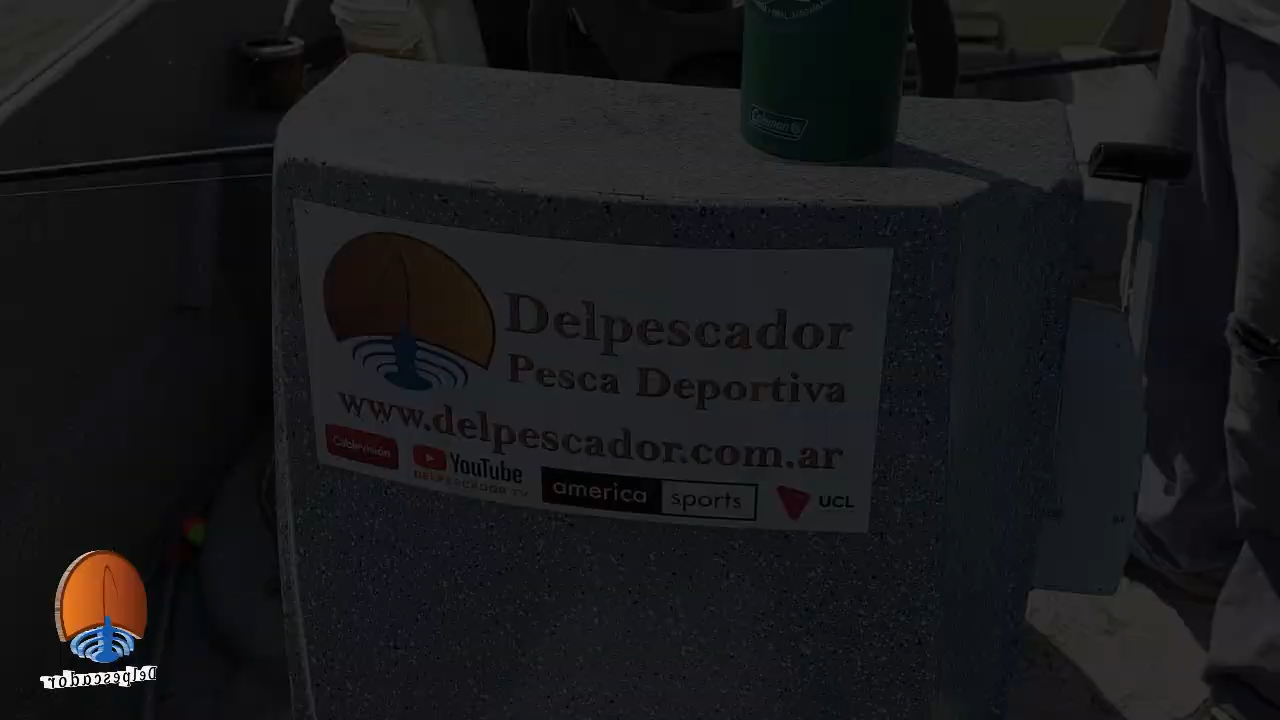 Coleman
Delpescador
Pesca Deportiva
www.delpescador.com.ar
Cablevisión
YouTube
DELPESCADOR TV
america sports
UCL
Delpescador